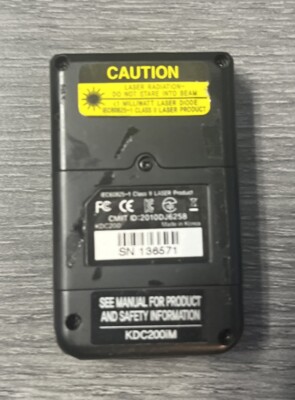 CAUTION
LASER RADIATION-
DO NOT STARE INTO BEAM
<1 MILLIWATT LASER DIODE
IEC60825-1 CLASS II LASER PRODUCT
IEC60825-1 Class II LASER Product
FC CE
CMIIT ID:2010DJ6258
KDC200 Made in Korea
SN 136571
SEE MANUAL FOR PRODUCT
AND SAFETY INFORMATION
KDC200iM